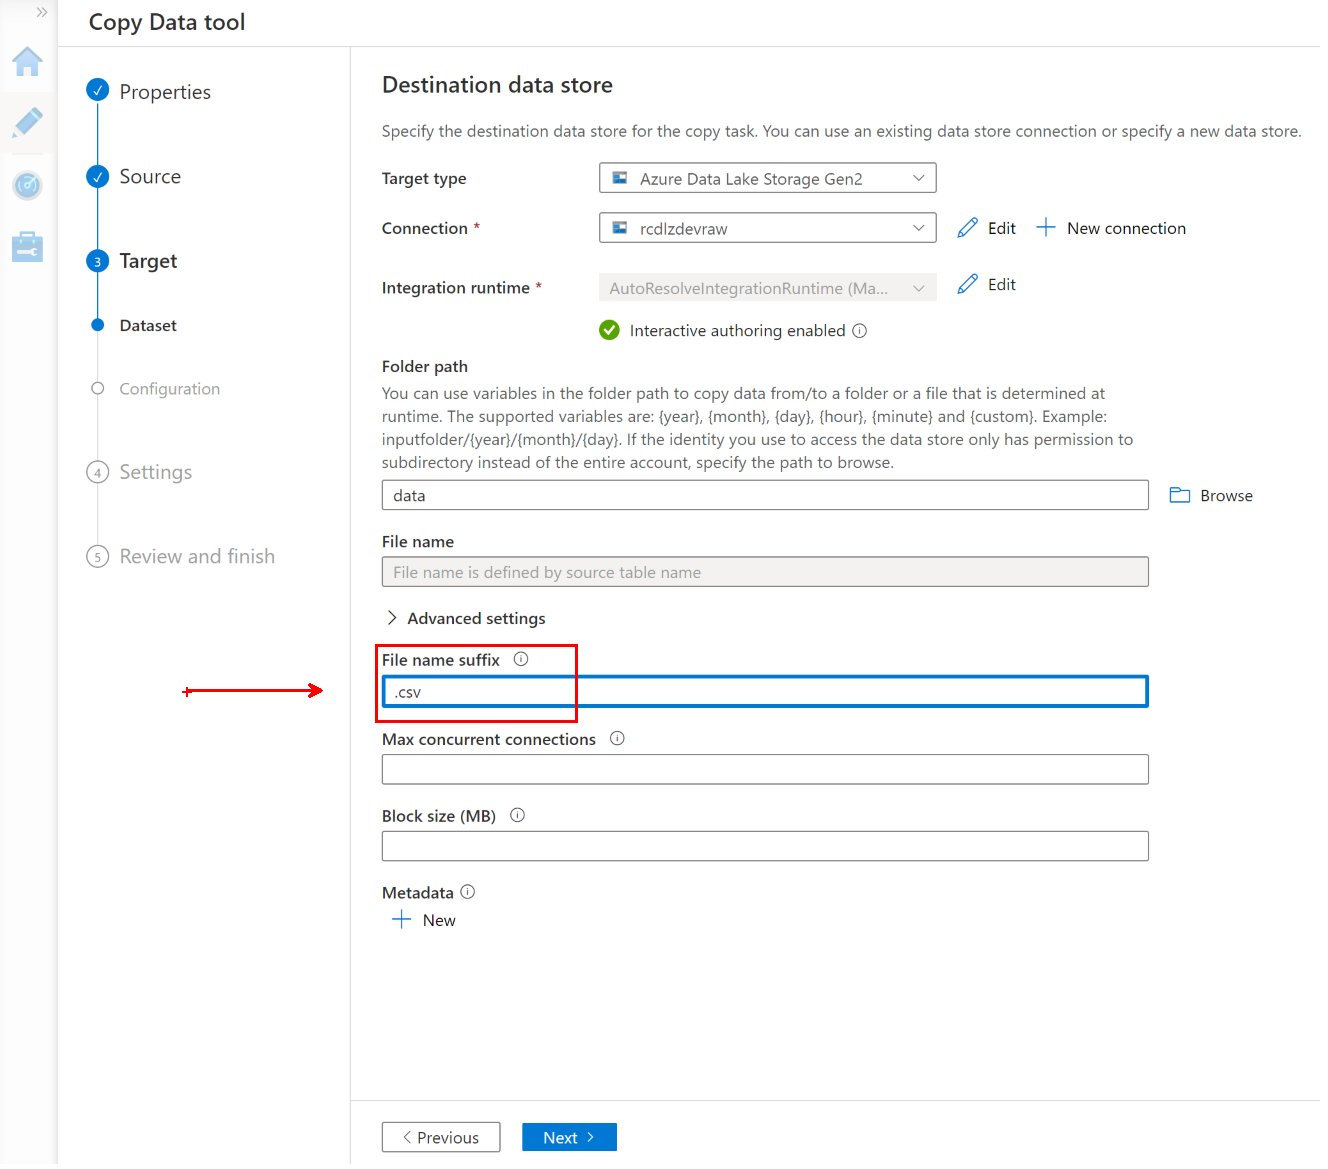 Copy Data tool
Properties
Source
3 Target
Dataset
Configuration
4 Settings
5 Review and finish
Destination data store
Specify the destination data store for the copy task. You can use an existing data store connection or specify a new data store.
Target type Azure Data Lake Storage Gen2
Connection * rcdlzdevraw Edit New connection
Integration runtime * AutoResolveIntegrationRuntime (Ma... Edit
Interactive authoring enabled
Folder path
You can use variables in the folder path to copy data from/to a folder or a file that is determined at
runtime. The supported variables are: {year}, {month}, {day}, {hour}, {minute} and {custom}. Example:
inputfolder/{year}/{month}/{day}. If the identity you use to access the data store only has permission to
subdirectory instead of the entire account, specify the path to browse.
data Browse
File name
File name is defined by source table name
Advanced settings
File name suffix
.csv
Max concurrent connections
Block size (MB)
Metadata
New
Previous Next